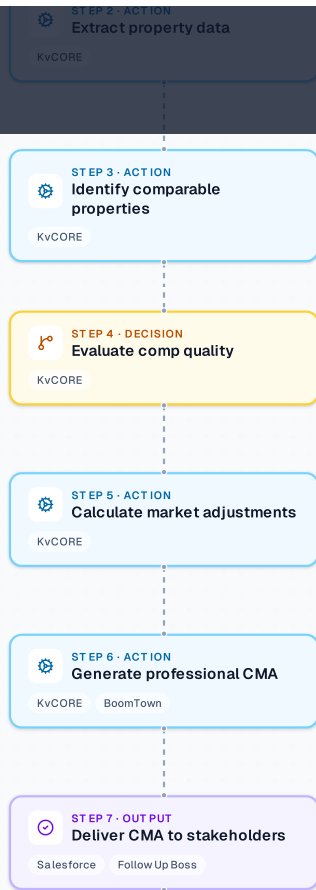 STEP 2 · ACTION
Extract property data
KvCORE
STEP 3 · ACTION
Identify comparable
properties
KvCORE
STEP 4 · DECISION
Evaluate comp quality
KvCORE
STEP 5 · ACTION
Calculate market adjustments
KvCORE
STEP 6 · ACTION
Generate professional CMA
KvCORE BoomTown
STEP 7 · OUTPUT
Deliver CMA to stakeholders
Salesforce Follow Up Boss